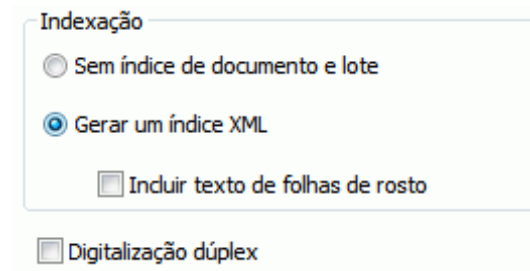 Indexação
Sem índice de documento e lote
Gerar um índice XML
Incluir texto de folhas de rosto
Digitalização dúplex